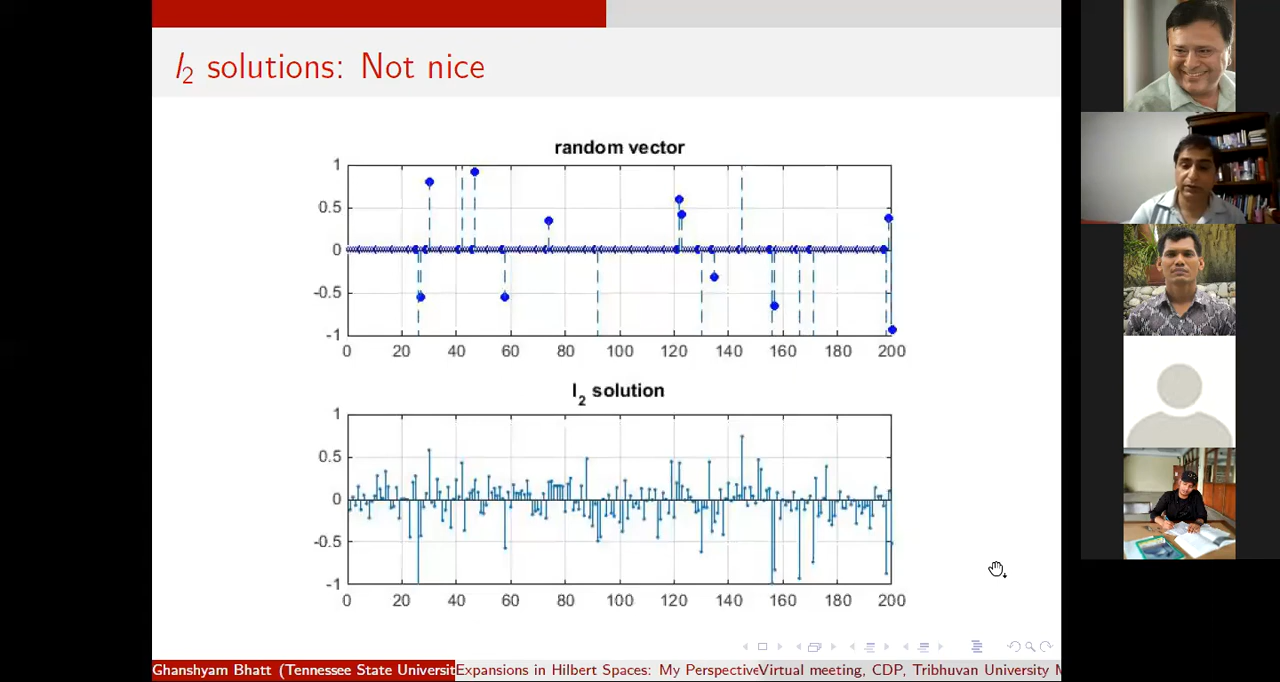 l2 solutions: Not nice
random vector
1
0.5
0
-0.5
-1
0 20 40 60 80 100 120 140 160 180 200
l2 solution
1
0.5
0
-0.5
-1
0 20 40 60 80 100 120 140 160 180 200
Ghanshyam Bhatt (Tennessee State Universit Expansions in Hilbert Spaces: My Perspective Virtual meeting, CDP, Tribhuvan University M